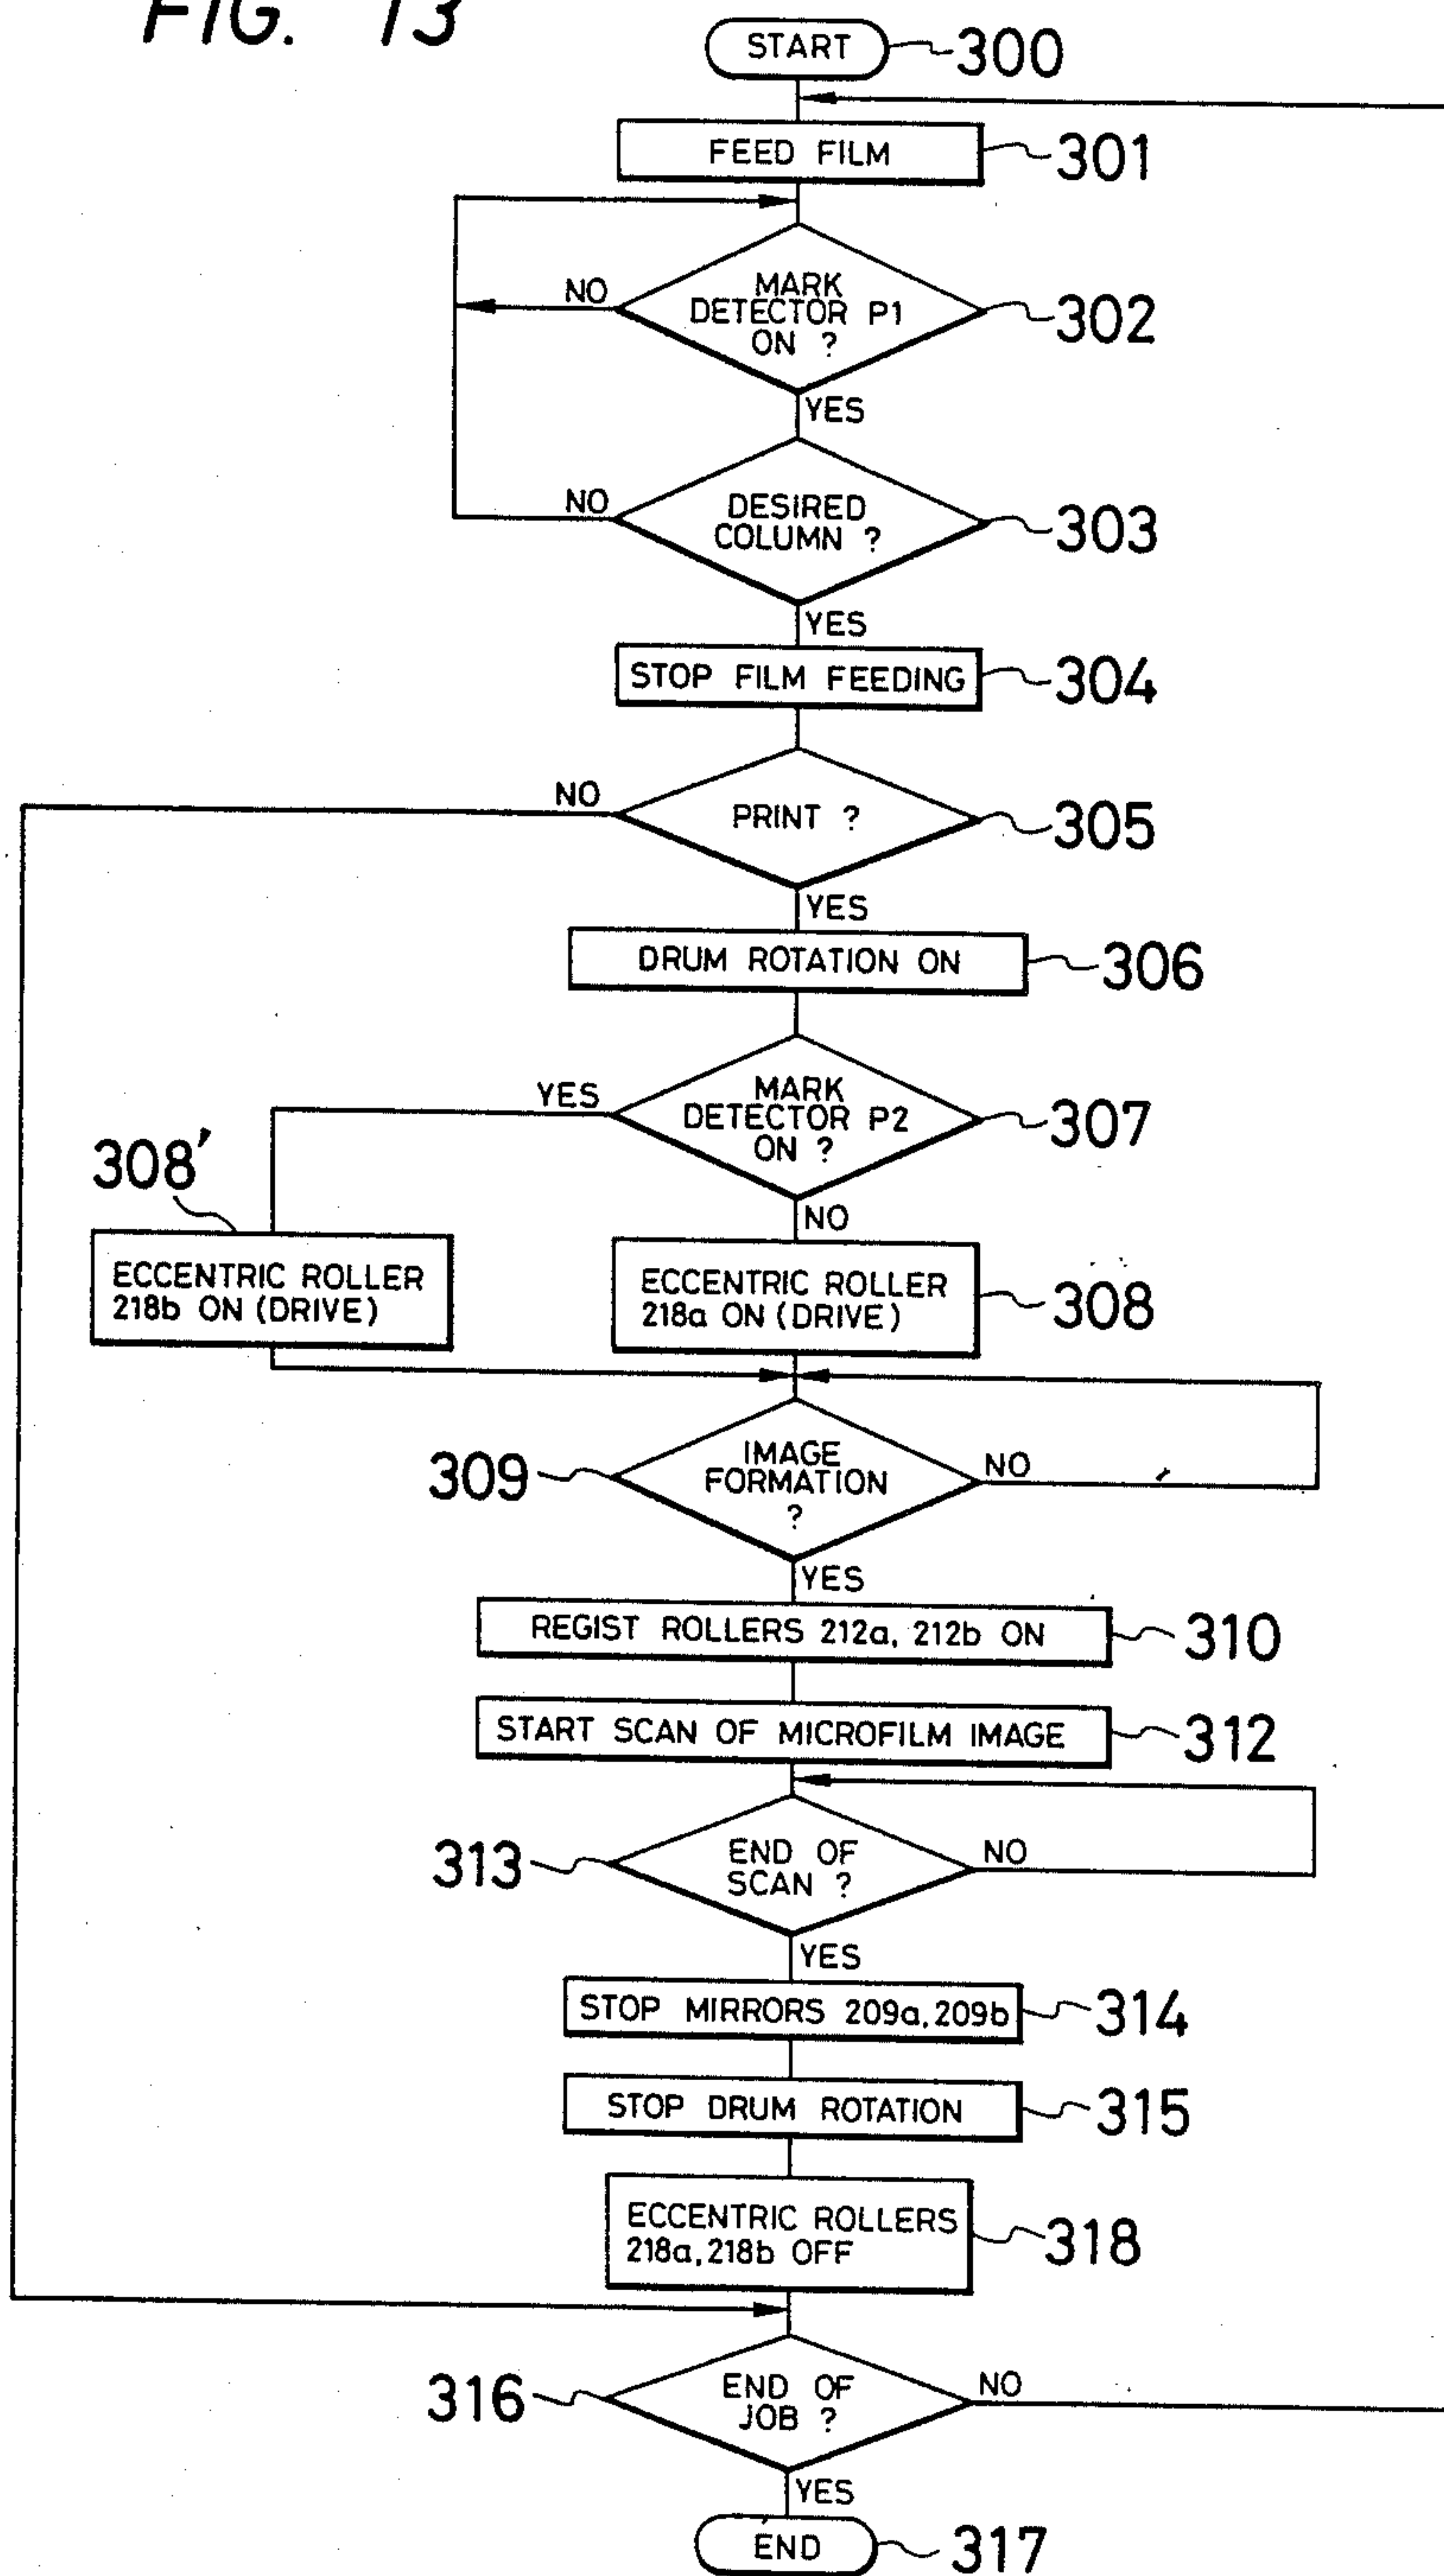 FIG. 13
START
300
FEED FILM
301
MARK
DETECTOR P1
ON ?
NO
302
YES
DESIRED
COLUMN ?
NO
303
YES
STOP FILM FEEDING
304
PRINT ?
NO
305
YES
DRUM ROTATION ON
306
MARK
DETECTOR P2
ON ?
YES
307
NO
308'
ECCENTRIC ROLLER
218b ON (DRIVE)
ECCENTRIC ROLLER
218a ON (DRIVE)
308
309
IMAGE
FORMATION
?
NO
YES
REGIST ROLLERS 212a, 212b ON
310
START SCAN OF MICROFILM IMAGE
312
313
END OF
SCAN ?
NO
YES
STOP MIRRORS 209a, 209b
314
STOP DRUM ROTATION
315
ECCENTRIC ROLLERS
218a, 218b OFF
318
316
END OF
JOB ?
NO
YES
END
317